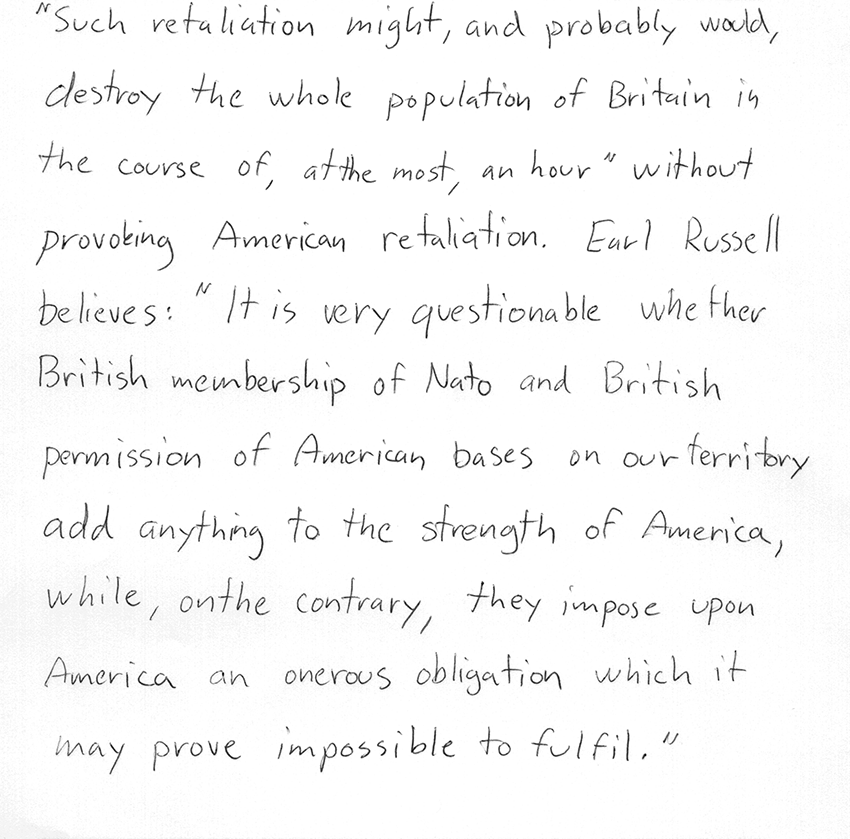 "Such retaliation might, and probably would,
destroy the whole population of Britain in
the course of, at the most, an hour" without
provoking American retaliation. Earl Russell
believes: "It is very questionable whether
British membership of Nato and British
permission of American bases on our territory
add anything to the strength of America,
while, on the contrary, they impose upon
America an onerous obligation which it
may prove impossible to fulfil."